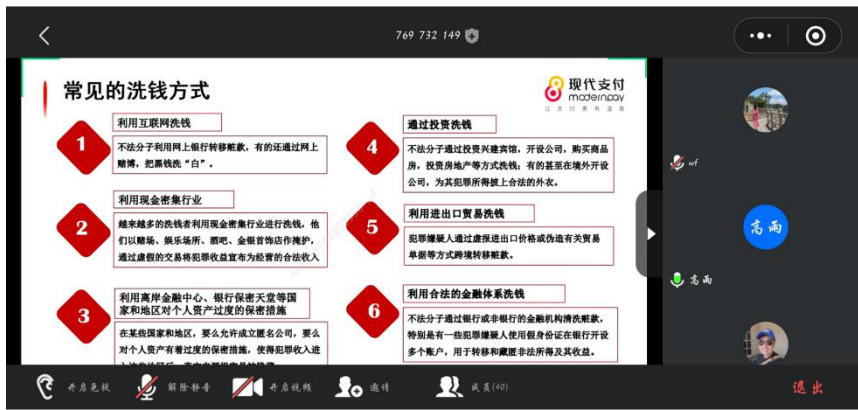 769 732 149
常见的洗钱方式
现代支付
modernpay
让支付更有温度
1
利用互联网洗钱
不法分子利用网上银行转移赃款，有的还通过网上
赌博，把黑钱洗“白”。
2
利用现金密集行业
越来越多的洗钱者利用现金密集行业进行洗钱，他
们以赌场、娱乐场所、酒吧、金银首饰店作掩护，
通过虚假的交易将犯罪收益宣布为经营的合法收入
3
利用离岸金融中心、银行保密天堂等国
家和地区对个人资产过度的保密措施
在某些国家和地区，要么允许成立匿名公司，要么
对个人资产有着过度的保密措施，使得犯罪收入进
4
通过投资洗钱
不法分子通过投资兴建宾馆，开设公司，购买商品
房，投资房地产等方式洗钱；有的甚至在境外开设
公司，为其犯罪所得披上合法的外衣。
5
利用进出口贸易洗钱
犯罪嫌疑人通过虚报进出口价格或伪造有关贸易
单据等方式跨境转移赃款。
6
利用合法的金融体系洗钱
不法分子通过银行或非银行的金融机构清洗赃款，
特别是有一些犯罪嫌疑人使用假身份证在银行开设
多个账户，用于转移和藏匿非法所得及其收益。
wf
高雨
高雨
开启免提
解除静音
开启视频
邀请
成员(40)
退出